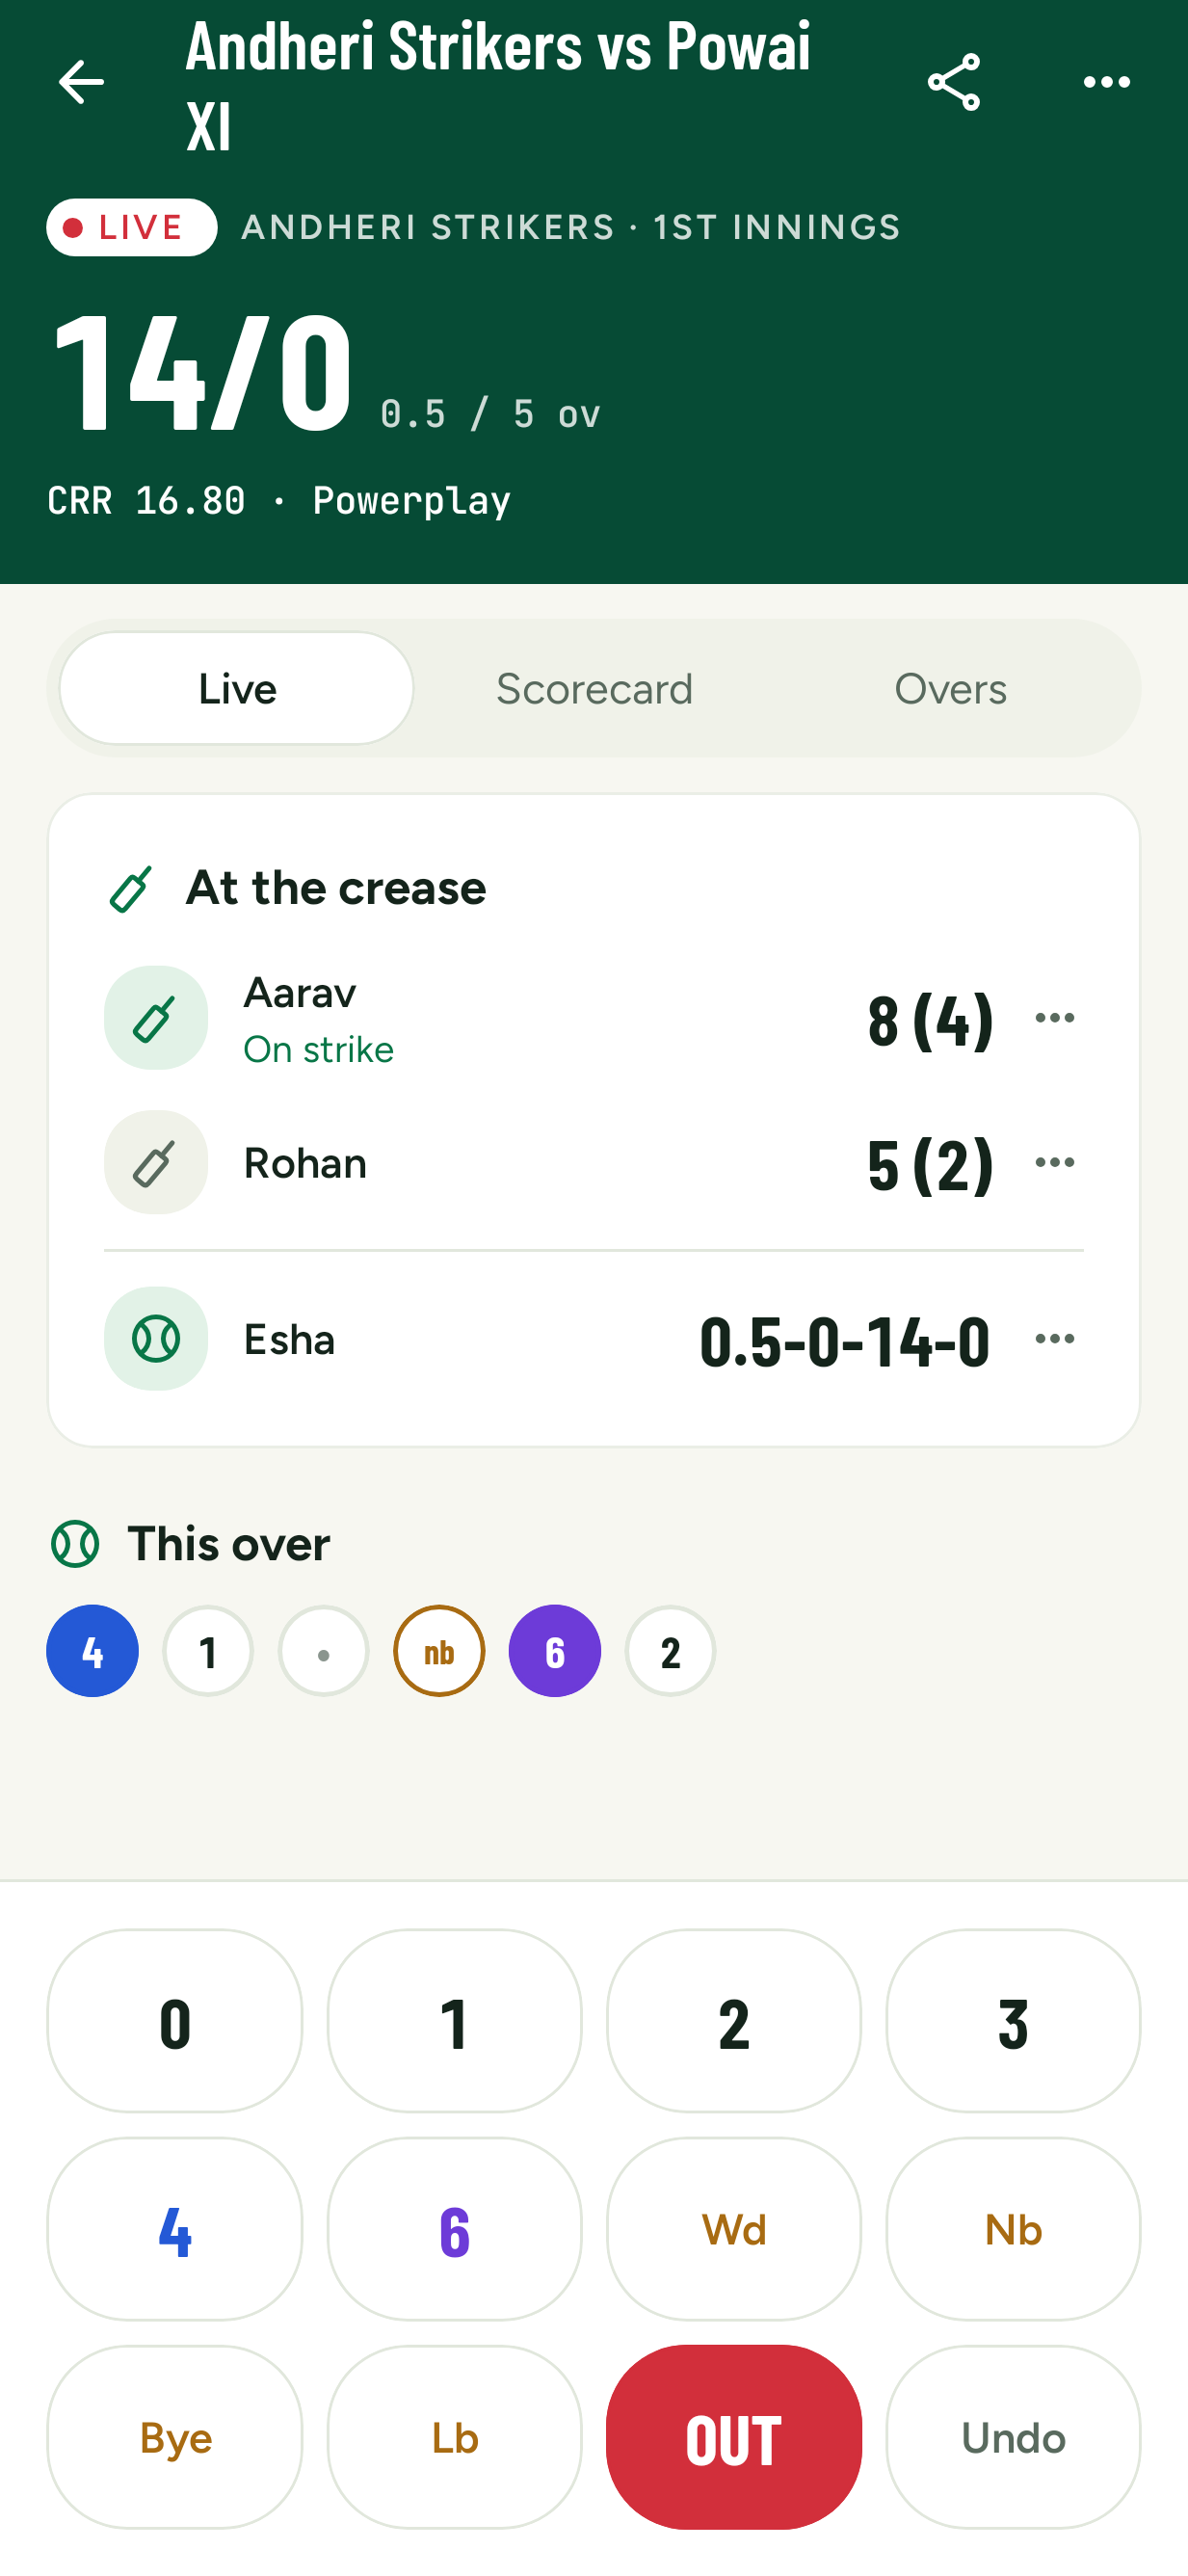 Andheri Strikers vs Powai
XI
LIVE ANDHERI STRIKERS · 1ST INNINGS
14/0 0.5 / 5 ov
CRR 16.80 · Powerplay
Live Scorecard Overs
At the crease
Aarav 8 (4)
On strike
Rohan 5 (2)
Esha 0.5-0-14-0
This over
4 1 • nb 6 2
0 1 2 3
4 6 Wd Nb
Bye Lb OUT Undo